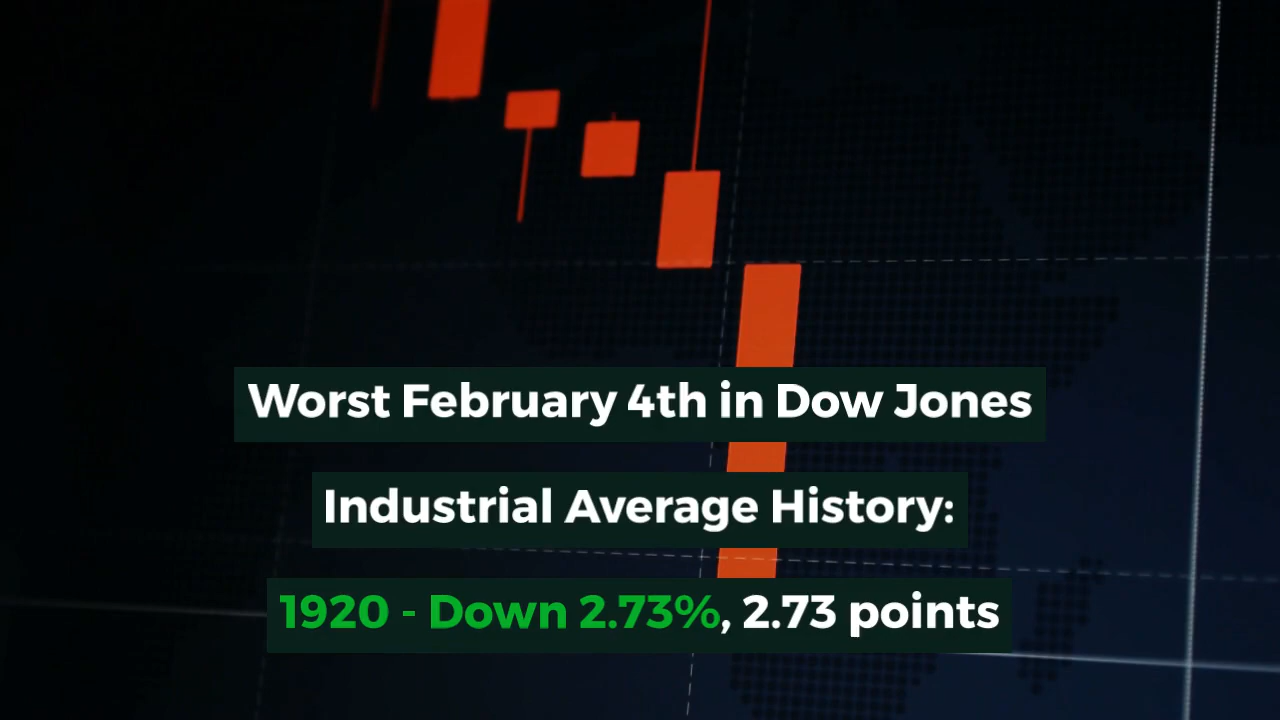 Worst February 4th in Dow Jones
Industrial Average History:
1920 - Down 2.73%, 2.73 points